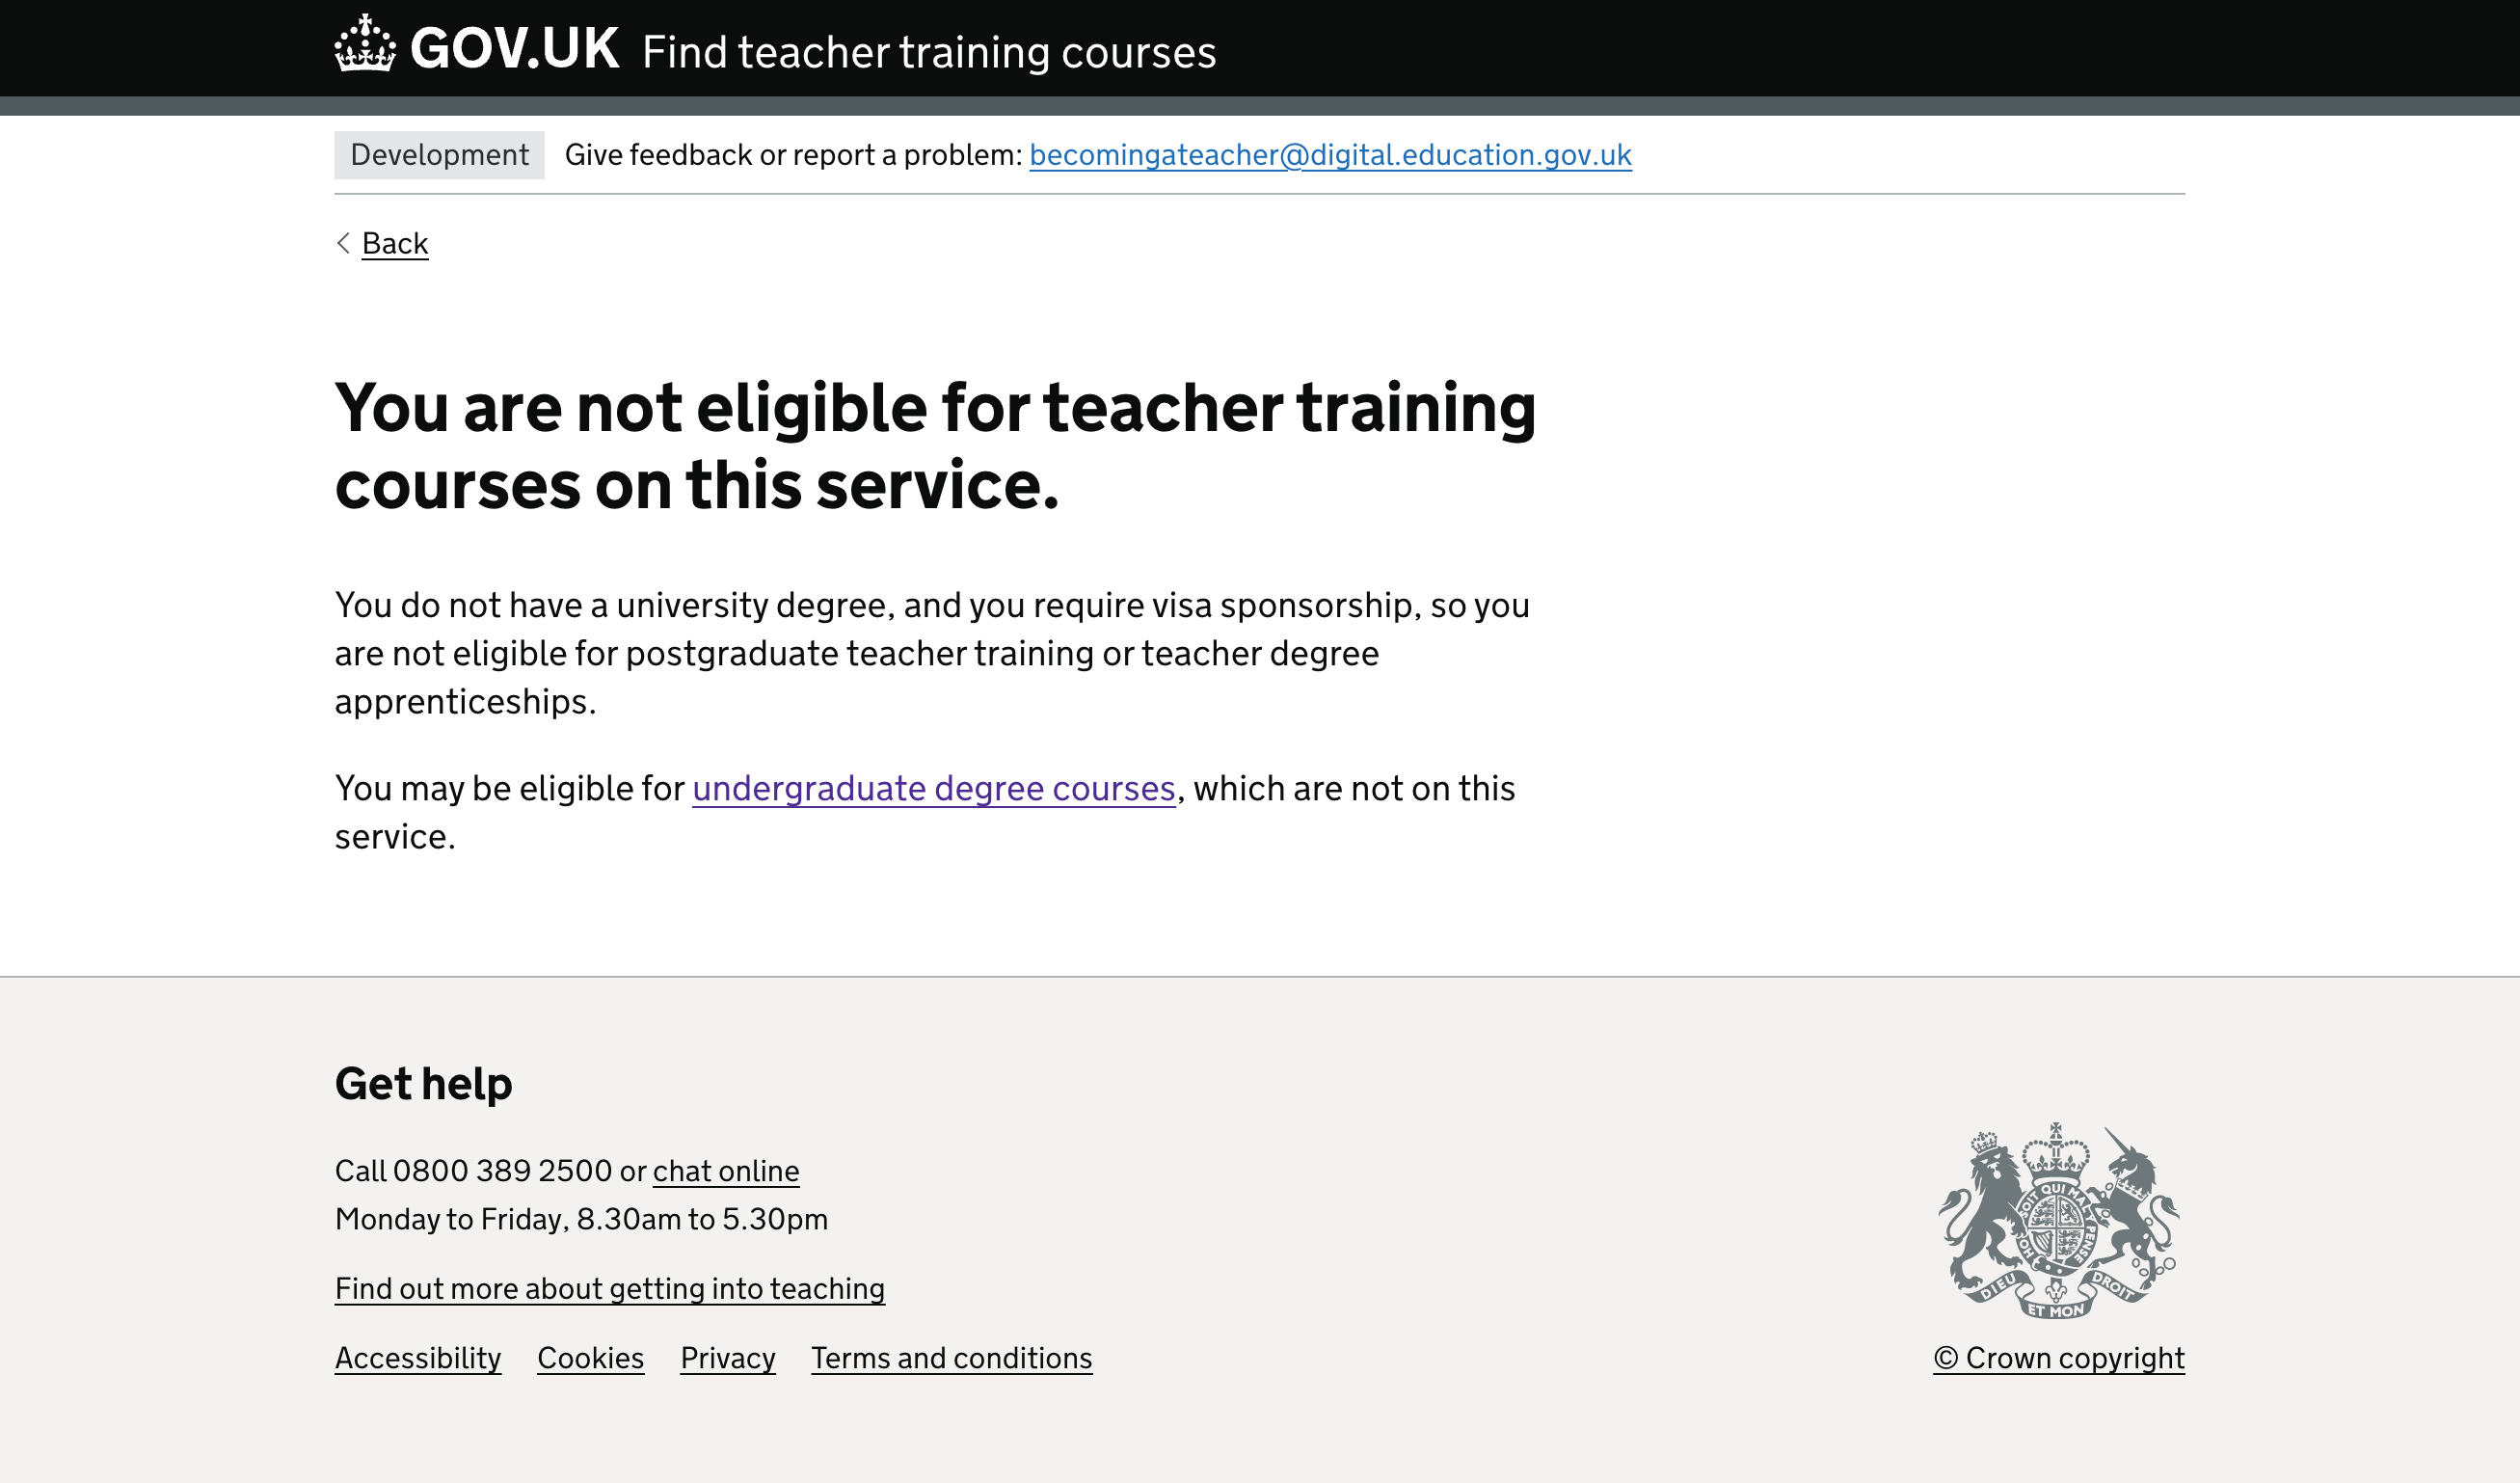 GOV.UK Find teacher training courses
Development Give feedback or report a problem: becomingateacher@digital.education.gov.uk
Back
You are not eligible for teacher training
courses on this service.
You do not have a university degree, and you require visa sponsorship, so you
are not eligible for postgraduate teacher training or teacher degree
apprenticeships.
You may be eligible for undergraduate degree courses, which are not on this
service.
Get help
Call 0800 389 2500 or chat online
Monday to Friday, 8.30am to 5.30pm
Find out more about getting into teaching
Accessibility Cookies Privacy Terms and conditions
DIEU ET MON DROIT
© Crown copyright